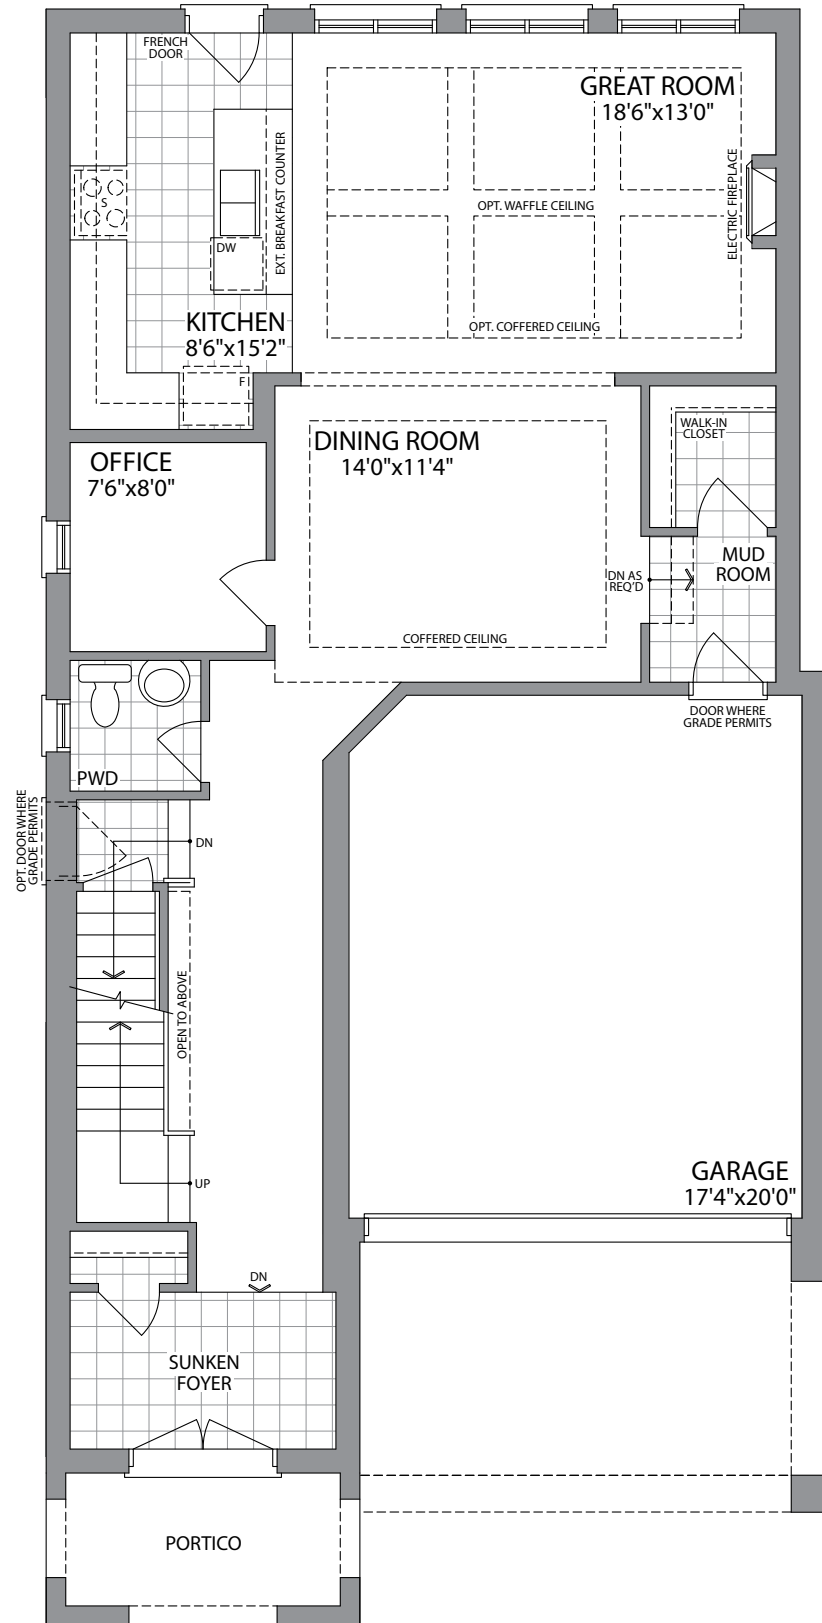 FRENCH
DOOR
GREAT ROOM
18'6"x13'0"
EXT. BREAKFAST COUNTER
ELECTRIC FIREPLACE
S
OPT. WAFFLE CEILING
DW
KITCHEN
8'6"x15'2"
OPT. COFFERED CEILING
F
WALK-IN
CLOSET
OFFICE
7'6"x8'0"
DINING ROOM
14'0"x11'4"
MUD
ROOM
DN AS
REQ'D
COFFERED CEILING
DOOR WHERE
GRADE PERMITS
PWD
OPT. DOOR WHERE
GRADE PERMITS
DN
OPEN TO ABOVE
GARAGE
17'4"x20'0"
UP
DN
SUNKEN
FOYER
PORTICO